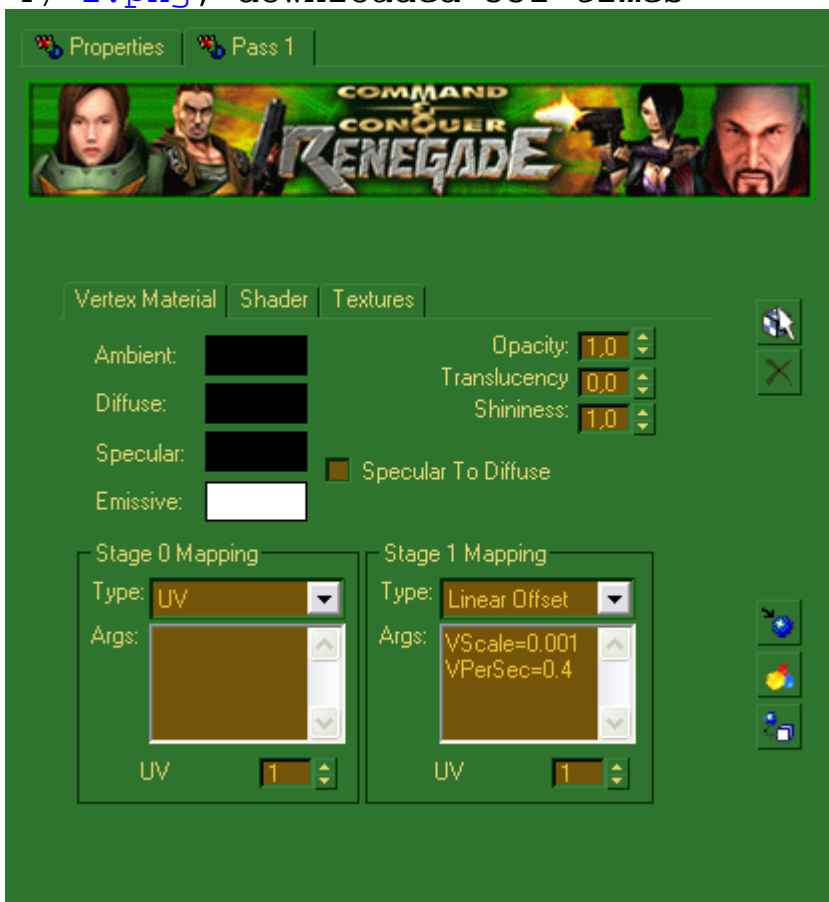 Properties
Pass 1
COMMAND
&
CONQUER
RENEGADE
Vertex Material
Shader
Textures
Ambient:
Opacity: 1,0
Translucency 0,0
Diffuse:
Shininess: 1,0
Specular:
Specular To Diffuse
Emissive:
Stage 0 Mapping
Type: UV
Args:
UV 1
Stage 1 Mapping
Type: Linear Offset
Args: VScale=0.001
VPerSec=0.4
UV 1